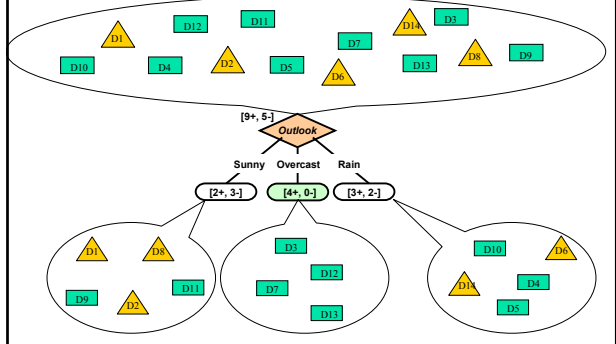 D12 D11 D14 D3
D1 D7
D10 D4 D2 D5 D6 D13 D8 D9
[9+, 5-]
Outlook
Sunny Overcast Rain
[2+, 3-] [4+, 0-] [3+, 2-]
D1 D8 D3 D10 D6
D9 D2 D11 D7 D12 D14 D4
D13 D5